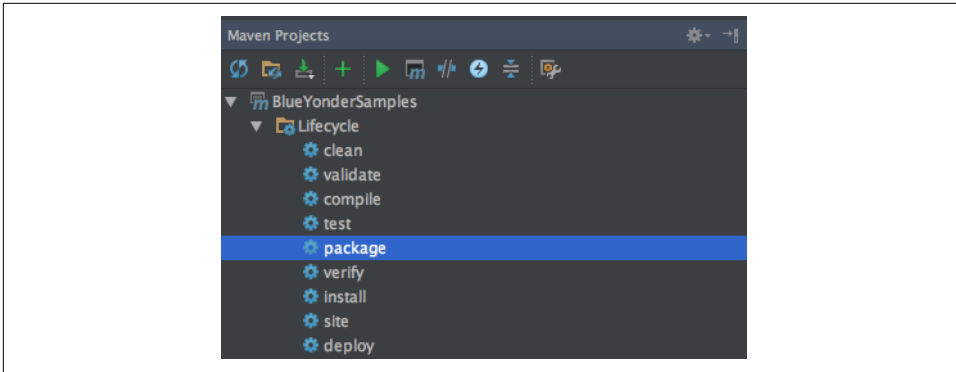 Maven Projects
BlueYonderSamples
Lifecycle
clean
validate
compile
test
package
verify
install
site
deploy